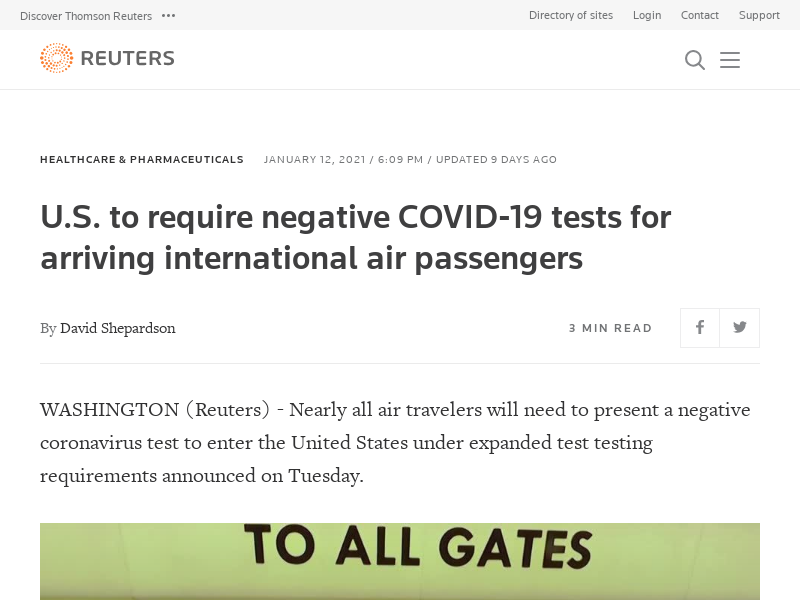 Discover Thomson Reuters
Directory of sites Login Contact Support
REUTERS
HEALTHCARE & PHARMACEUTICALS JANUARY 12, 2021 / 6:09 PM / UPDATED 9 DAYS AGO
U.S. to require negative COVID-19 tests for
arriving international air passengers
By David Shepardson
3 MIN READ
WASHINGTON (Reuters) - Nearly all air travelers will need to present a negative
coronavirus test to enter the United States under expanded test testing
requirements announced on Tuesday.
TO ALL GATES